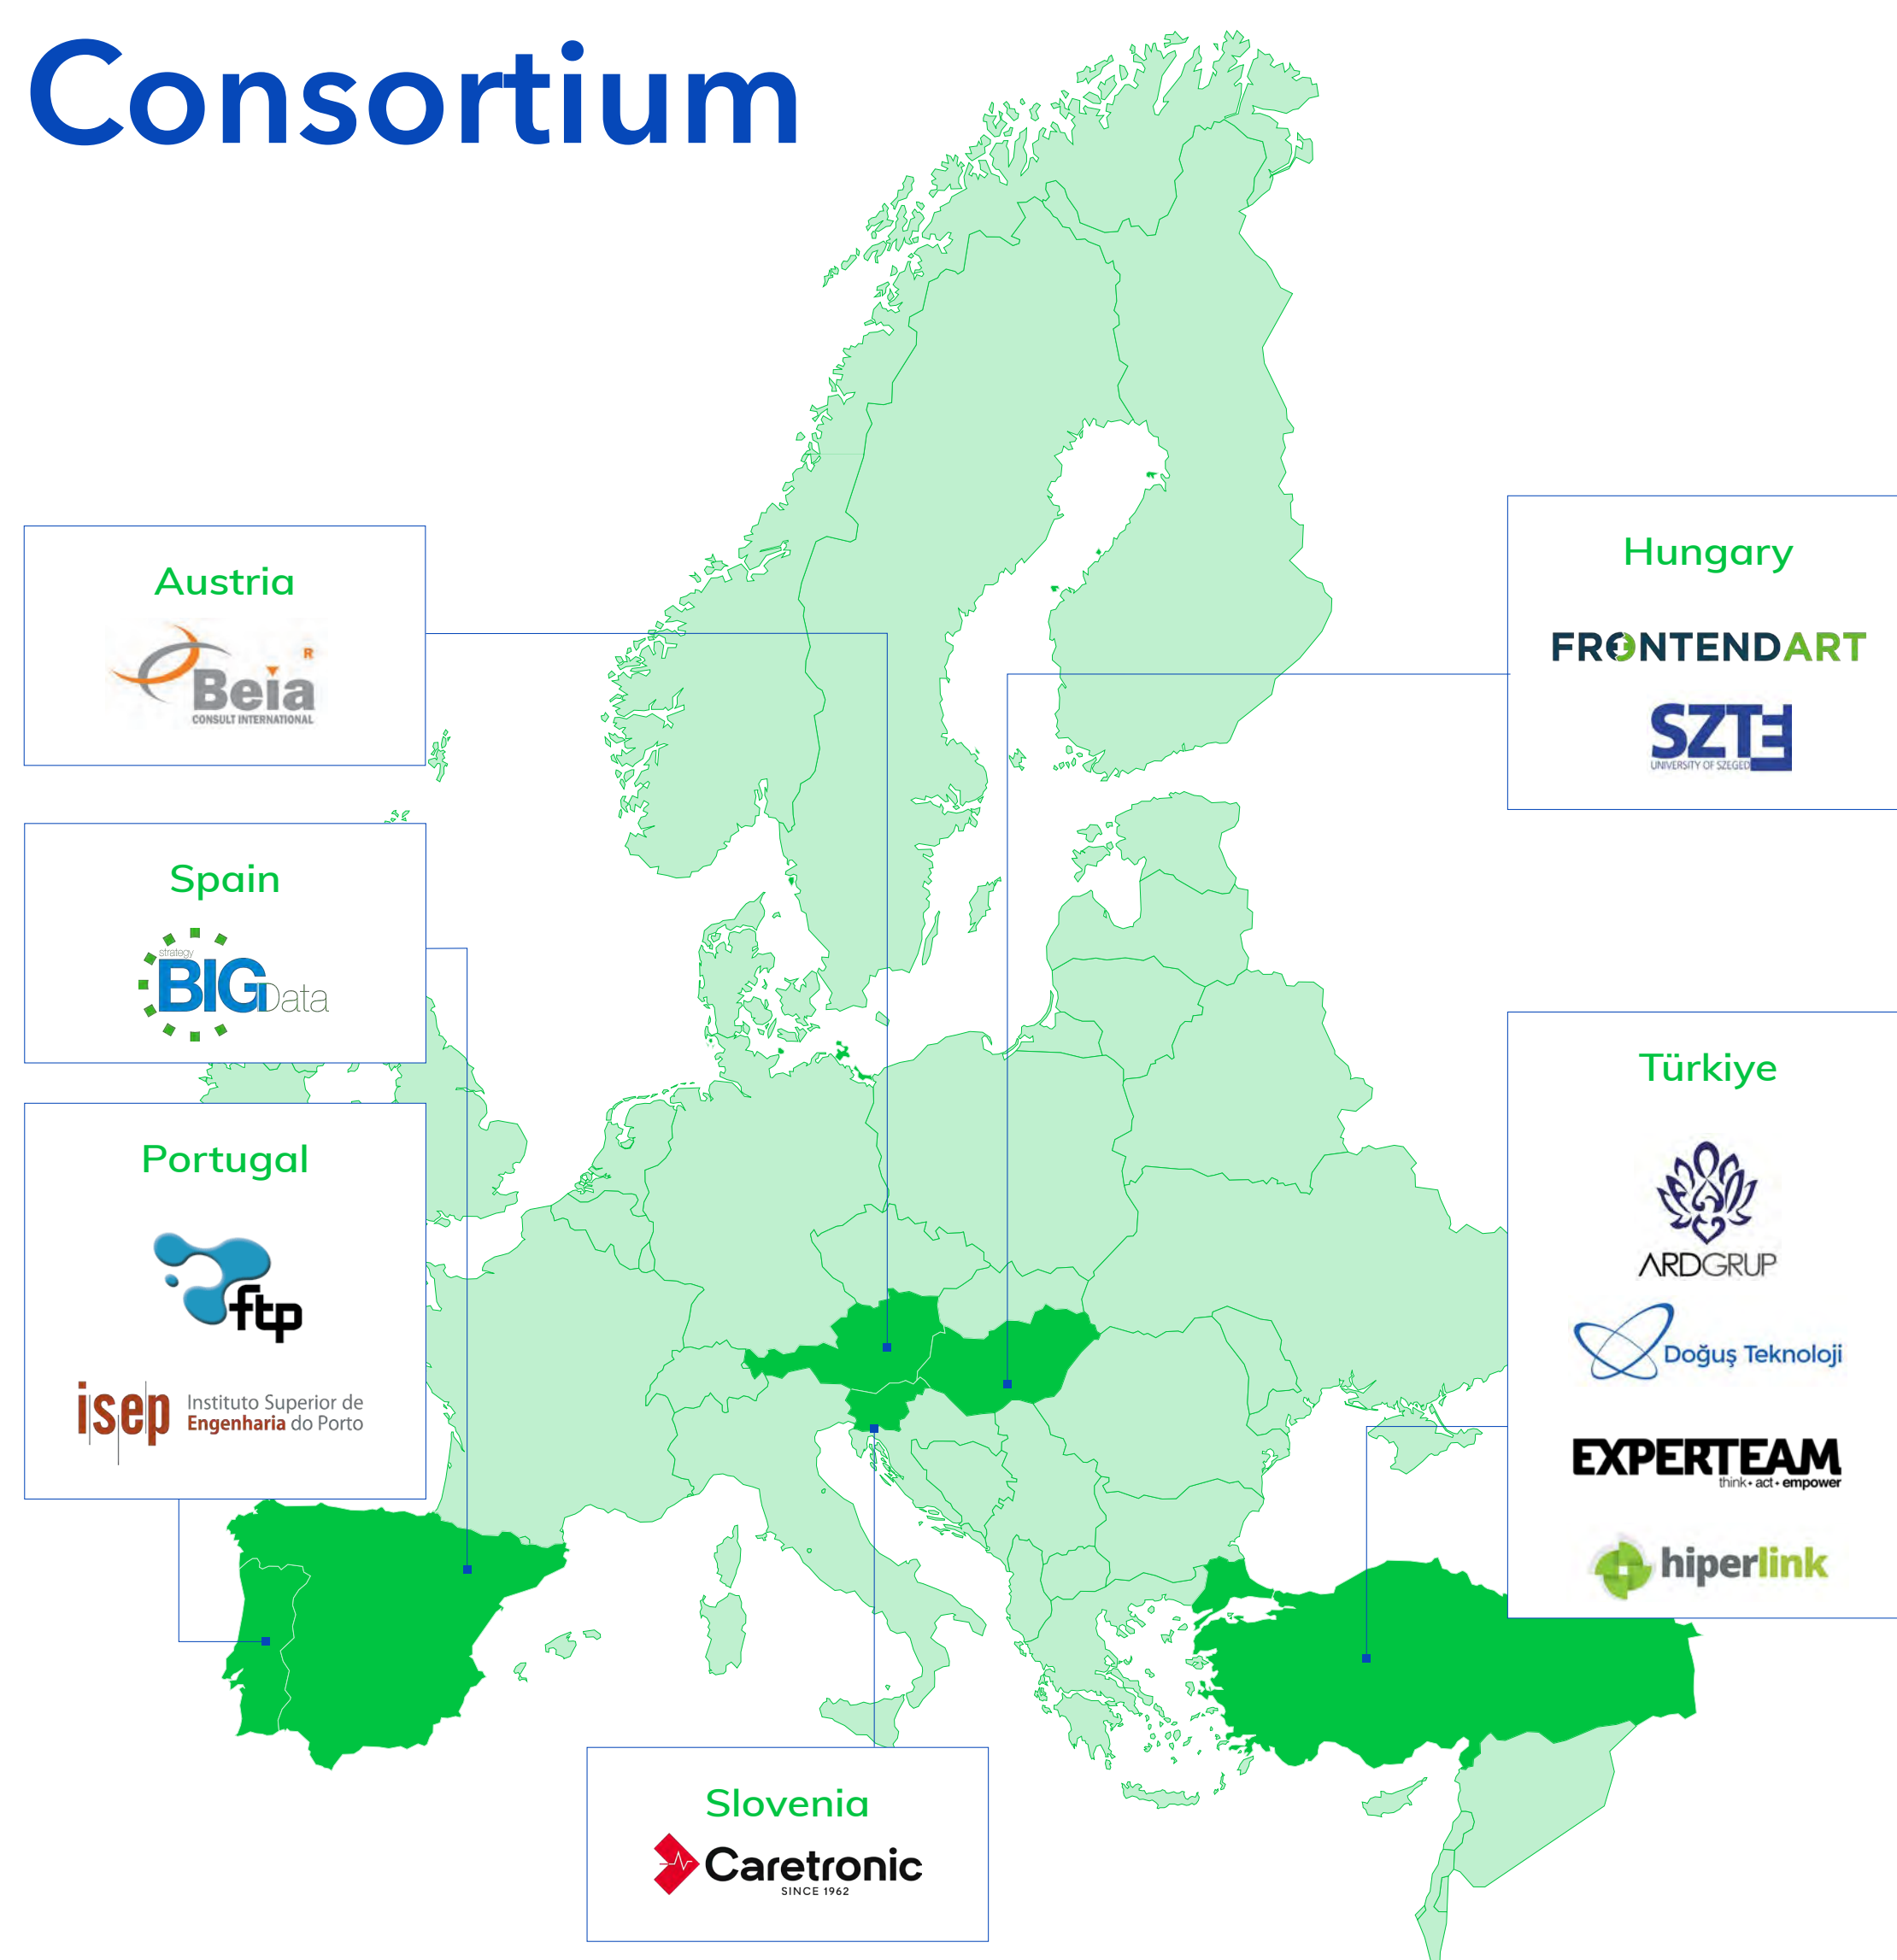 Consortium
Austria
Beia
R
CONSULT INTERNATIONAL
Hungary
FRONTENDART
SZTE
UNIVERSITY OF SZEGED
Spain
strategy
BIG Data
Portugal
ftp
isep
Instituto Superior de
Engenharia do Porto
Türkiye
ARDGRUP
Doğuş Teknoloji
EXPERTEAM
think + act + empower
hiperlink
Slovenia
Caretronic
SINCE 1962